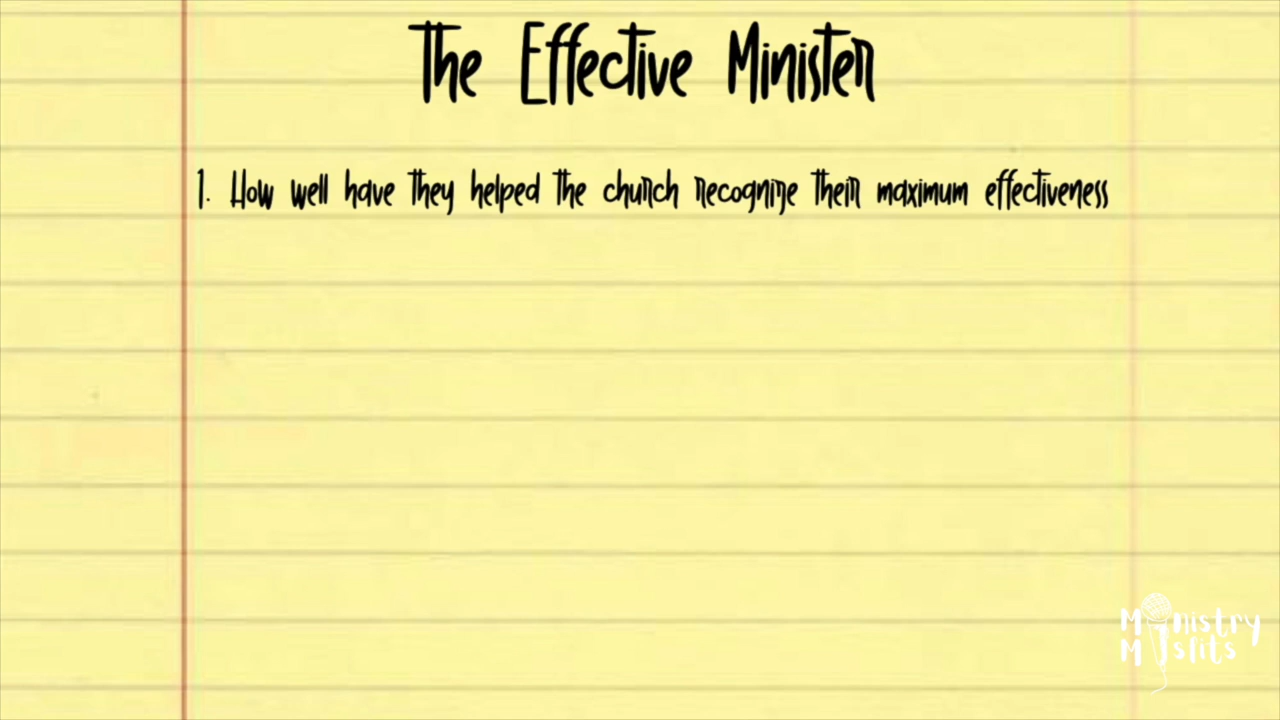 The Effective Minister
1. How well have they helped the church recognize their maximum effectiveness
Ministry
Misfits